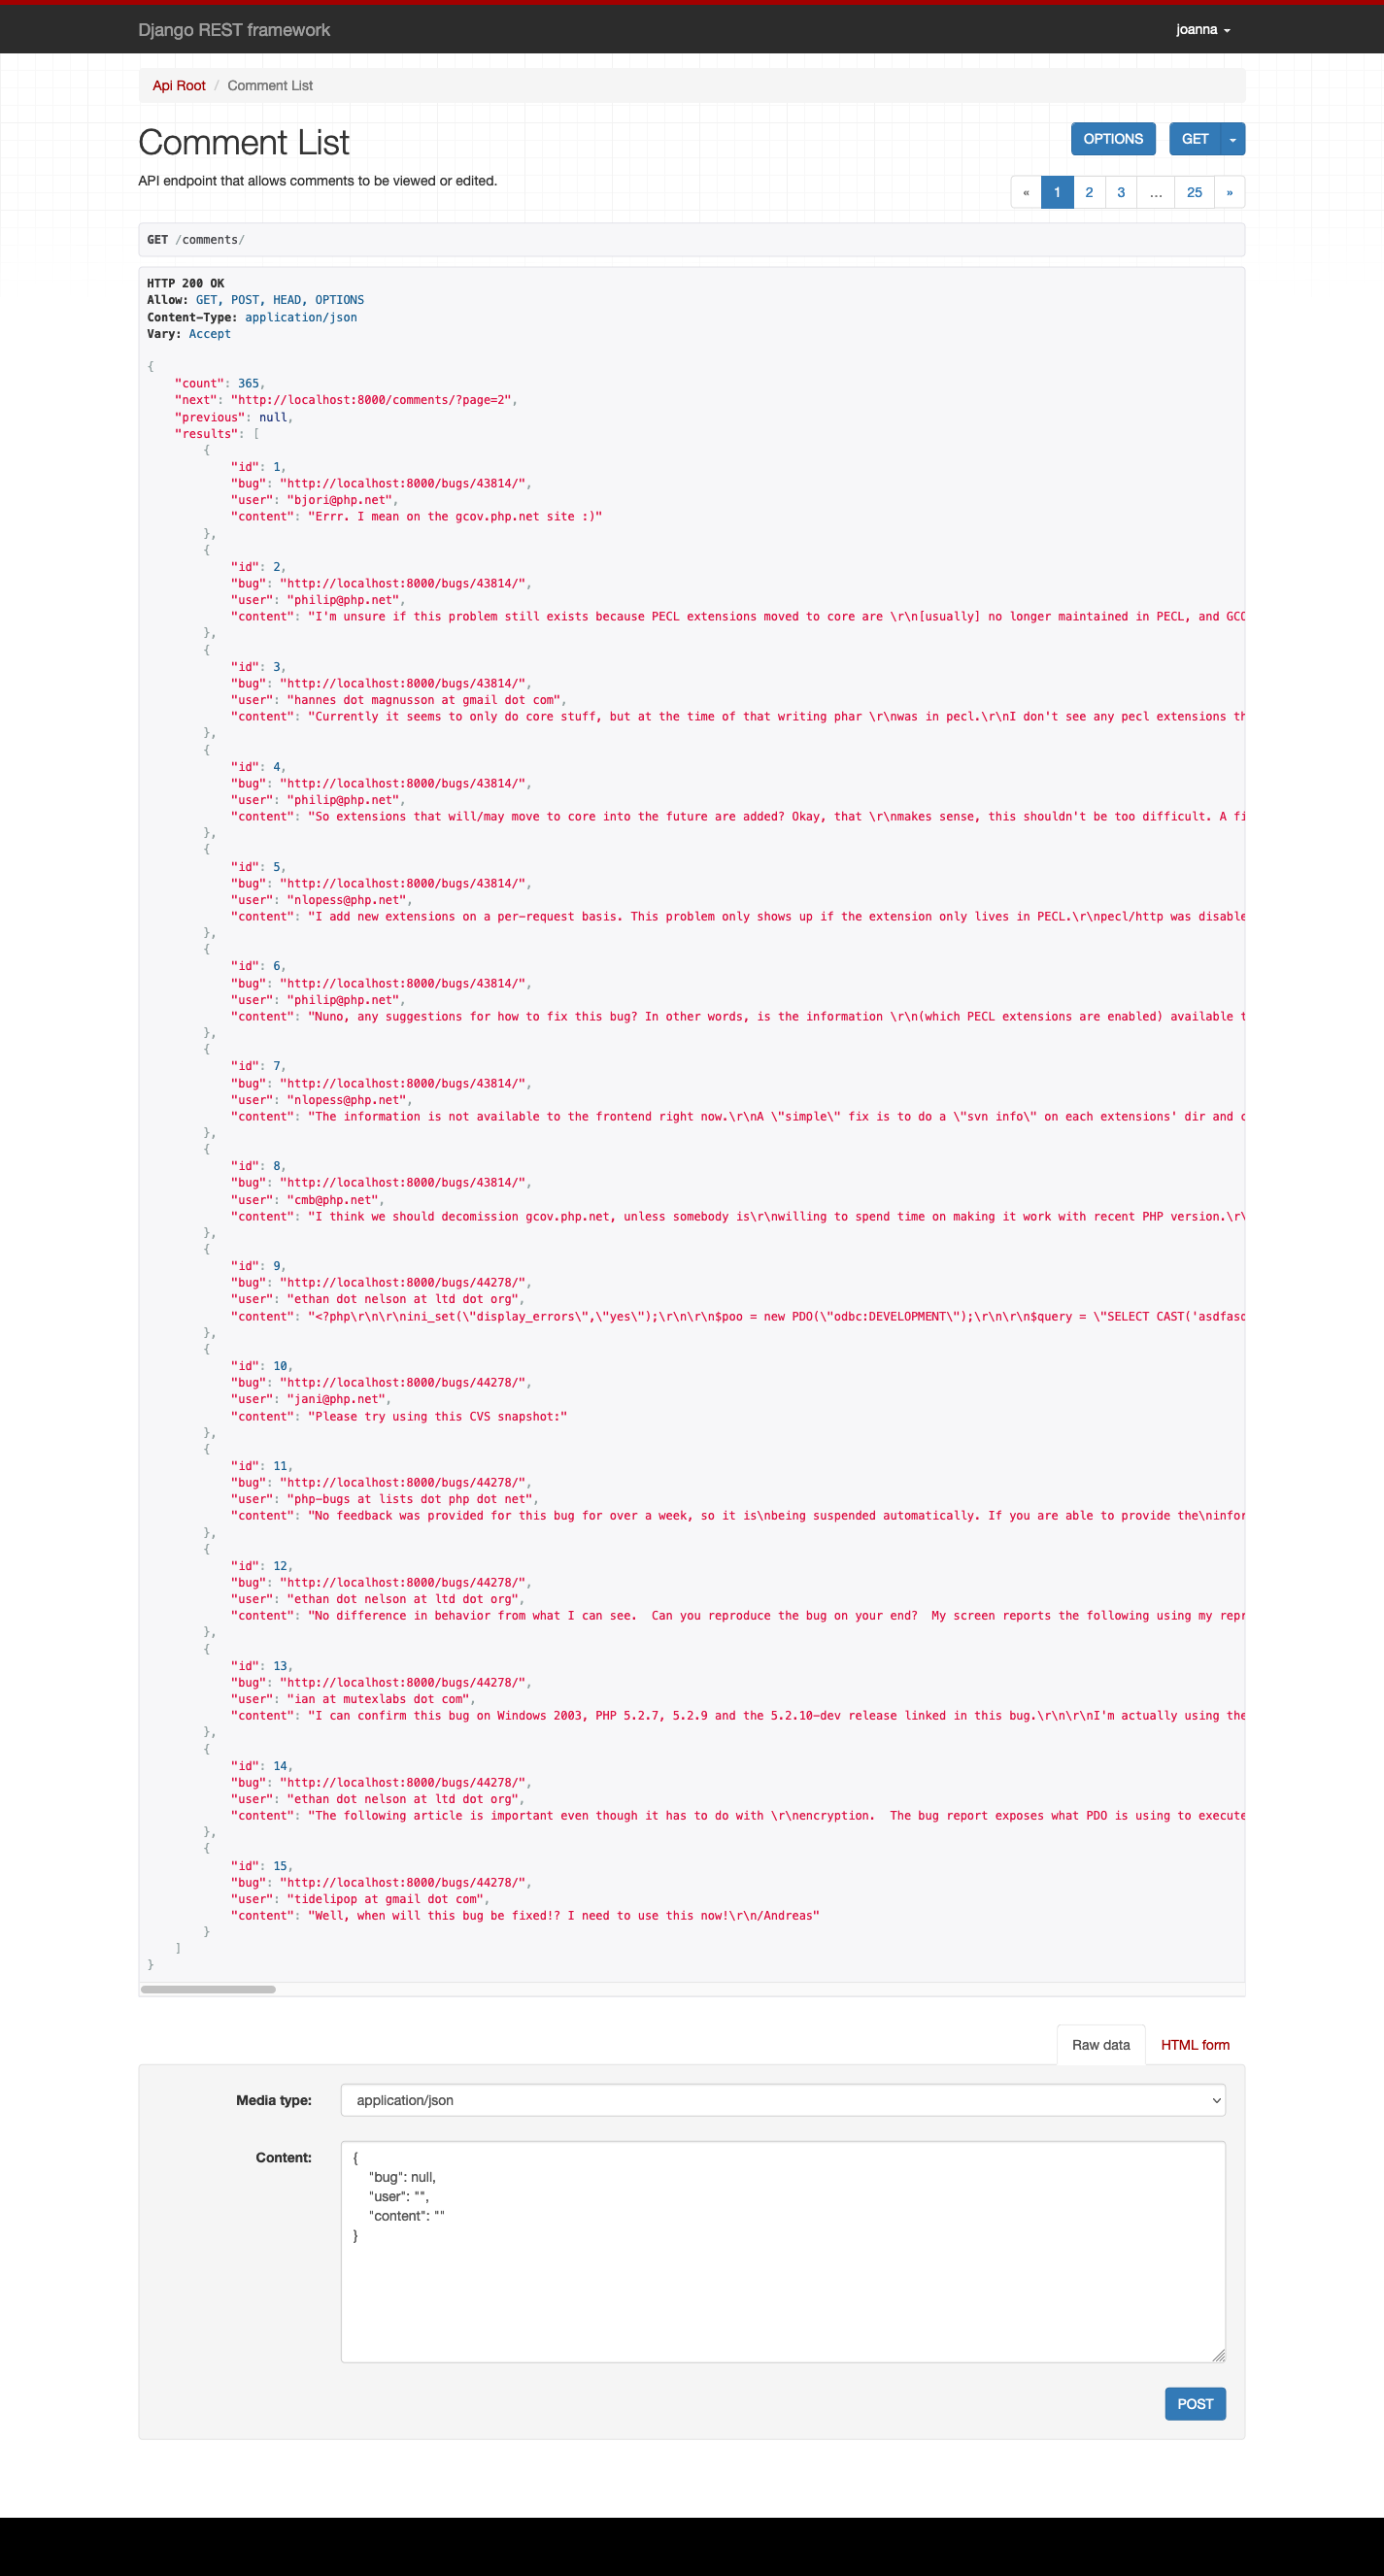 Django REST framework
joanna
Api Root / Comment List
Comment List
OPTIONS
GET
API endpoint that allows comments to be viewed or edited.
« 1 2 3 … 25 »
GET /comments/
HTTP 200 OK
Allow: GET, POST, HEAD, OPTIONS
Content-Type: application/json
Vary: Accept
{
    "count": 365,
    "next": "http://localhost:8000/comments/?page=2",
    "previous": null,
    "results": [
        {
            "id": 1,
            "bug": "http://localhost:8000/bugs/43814/",
            "user": "bjori@php.net",
            "content": "Errr. I mean on the gcov.php.net site :)"
        },
        {
            "id": 2,
            "bug": "http://localhost:8000/bugs/43814/",
            "user": "philip@php.net",
            "content": "I'm unsure if this problem still exists because PECL extensions moved to core are \r\n[usually] no longer maintained in PECL, and GCO
        },
        {
            "id": 3,
            "bug": "http://localhost:8000/bugs/43814/",
            "user": "hannes dot magnusson at gmail dot com",
            "content": "Currently it seems to only do core stuff, but at the time of that writing phar \r\nwas in pecl.\r\nI don't see any pecl extensions th
        },
        {
            "id": 4,
            "bug": "http://localhost:8000/bugs/43814/",
            "user": "philip@php.net",
            "content": "So extensions that will/may move to core into the future are added? Okay, that \r\nmakes sense, this shouldn't be too difficult. A fi
        },
        {
            "id": 5,
            "bug": "http://localhost:8000/bugs/43814/",
            "user": "nlopess@php.net",
            "content": "I add new extensions on a per-request basis. This problem only shows up if the extension only lives in PECL.\r\npecl/http was disable
        },
        {
            "id": 6,
            "bug": "http://localhost:8000/bugs/43814/",
            "user": "philip@php.net",
            "content": "Nuno, any suggestions for how to fix this bug? In other words, is the information \r\n(which PECL extensions are enabled) available t
        },
        {
            "id": 7,
            "bug": "http://localhost:8000/bugs/43814/",
            "user": "nlopess@php.net",
            "content": "The information is not available to the frontend right now.\r\nA \"simple\" fix is to do a \"svn info\" on each extensions' dir and c
        },
        {
            "id": 8,
            "bug": "http://localhost:8000/bugs/43814/",
            "user": "cmb@php.net",
            "content": "I think we should decomission gcov.php.net, unless somebody is\r\nwilling to spend time on making it work with recent PHP version.\r\
        },
        {
            "id": 9,
            "bug": "http://localhost:8000/bugs/44278/",
            "user": "ethan dot nelson at ltd dot org",
            "content": "<?php\r\n\r\nini_set(\"display_errors\",\"yes\");\r\n\r\n$poo = new PDO(\"odbc:DEVELOPMENT\");\r\n\r\n$query = \"SELECT CAST('asdfasd
        },
        {
            "id": 10,
            "bug": "http://localhost:8000/bugs/44278/",
            "user": "jani@php.net",
            "content": "Please try using this CVS snapshot:"
        },
        {
            "id": 11,
            "bug": "http://localhost:8000/bugs/44278/",
            "user": "php-bugs at lists dot php dot net",
            "content": "No feedback was provided for this bug for over a week, so it is\nbeing suspended automatically. If you are able to provide the\ninfor
        },
        {
            "id": 12,
            "bug": "http://localhost:8000/bugs/44278/",
            "user": "ethan dot nelson at ltd dot org",
            "content": "No difference in behavior from what I can see.  Can you reproduce the bug on your end?  My screen reports the following using my repr
        },
        {
            "id": 13,
            "bug": "http://localhost:8000/bugs/44278/",
            "user": "ian at mutexlabs dot com",
            "content": "I can confirm this bug on Windows 2003, PHP 5.2.7, 5.2.9 and the 5.2.10-dev release linked in this bug.\r\n\r\nI'm actually using the
        },
        {
            "id": 14,
            "bug": "http://localhost:8000/bugs/44278/",
            "user": "ethan dot nelson at ltd dot org",
            "content": "The following article is important even though it has to do with \r\nencryption.  The bug report exposes what PDO is using to execute
        },
        {
            "id": 15,
            "bug": "http://localhost:8000/bugs/44278/",
            "user": "tidelipop at gmail dot com",
            "content": "Well, when will this bug be fixed!? I need to use this now!\r\n/Andreas"
        }
    ]
}
Raw data
HTML form
Media type:
application/json
Content:
{
    "bug": null,
    "user": "",
    "content": ""
}
POST